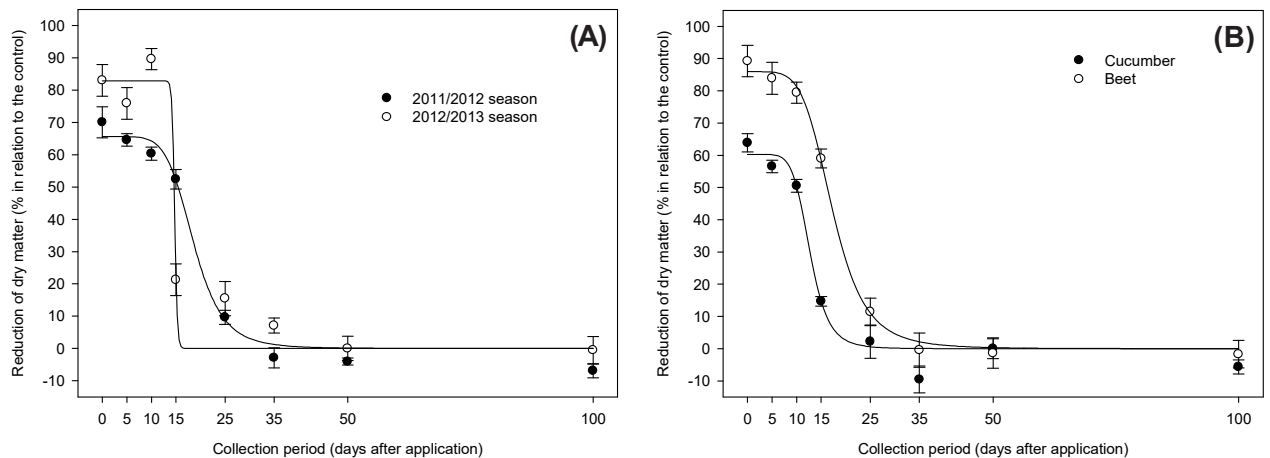 (A)
Reduction of dry matter (% in relation to the control)
100
90
80
70
60
50
40
30
20
10
0
-10
2011/2012 season
2012/2013 season
0 5 10 15 25 35 50 100
Collection period (days after application)
(B)
Reduction of dry matter (% in relation to the control)
100
90
80
70
60
50
40
30
20
10
0
-10
Cucumber
Beet
0 5 10 15 25 35 50 100
Collection period (days after application)